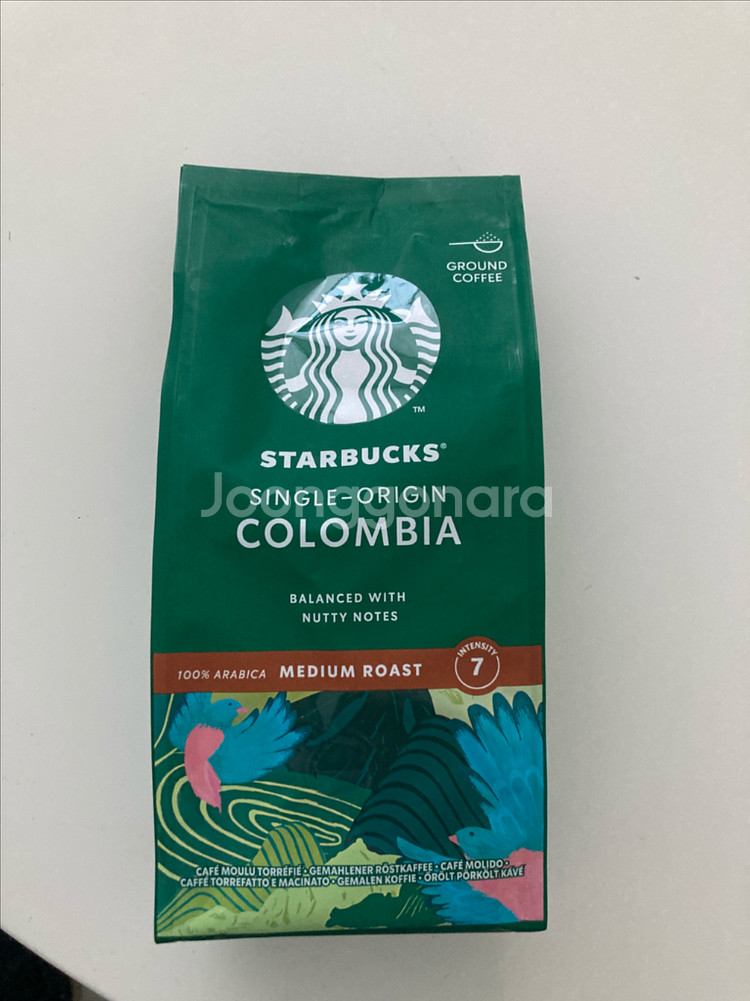 GROUND
COFFEE
TM
STARBUCKS®
SINGLE-ORIGIN
Joonggonara
COLOMBIA
BALANCED WITH
NUTTY NOTES
100% ARABICA MEDIUM ROAST
INTENSITY
7
CAFÉ MOULU TORRÉFIÉ • GEMAHLENER RÖSTKAFFEE • CAFÉ MOLIDO •
CAFFÈ TORREFATTO E MACINATO • GEMALEN KOFFIE • ŐRÖLT PÖRKÖLT KÁVÉ